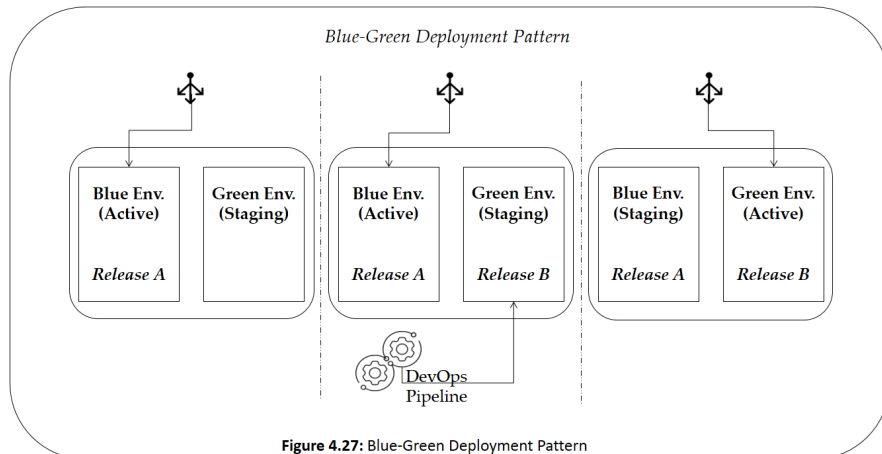 Blue-Green Deployment Pattern
Blue Env.
(Active)
Release A
Green Env.
(Staging)
Blue Env.
(Active)
Release A
Green Env.
(Staging)
Release B
Blue Env.
(Staging)
Release A
Green Env.
(Active)
Release B
DevOps
Pipeline
Figure 4.27: Blue-Green Deployment Pattern